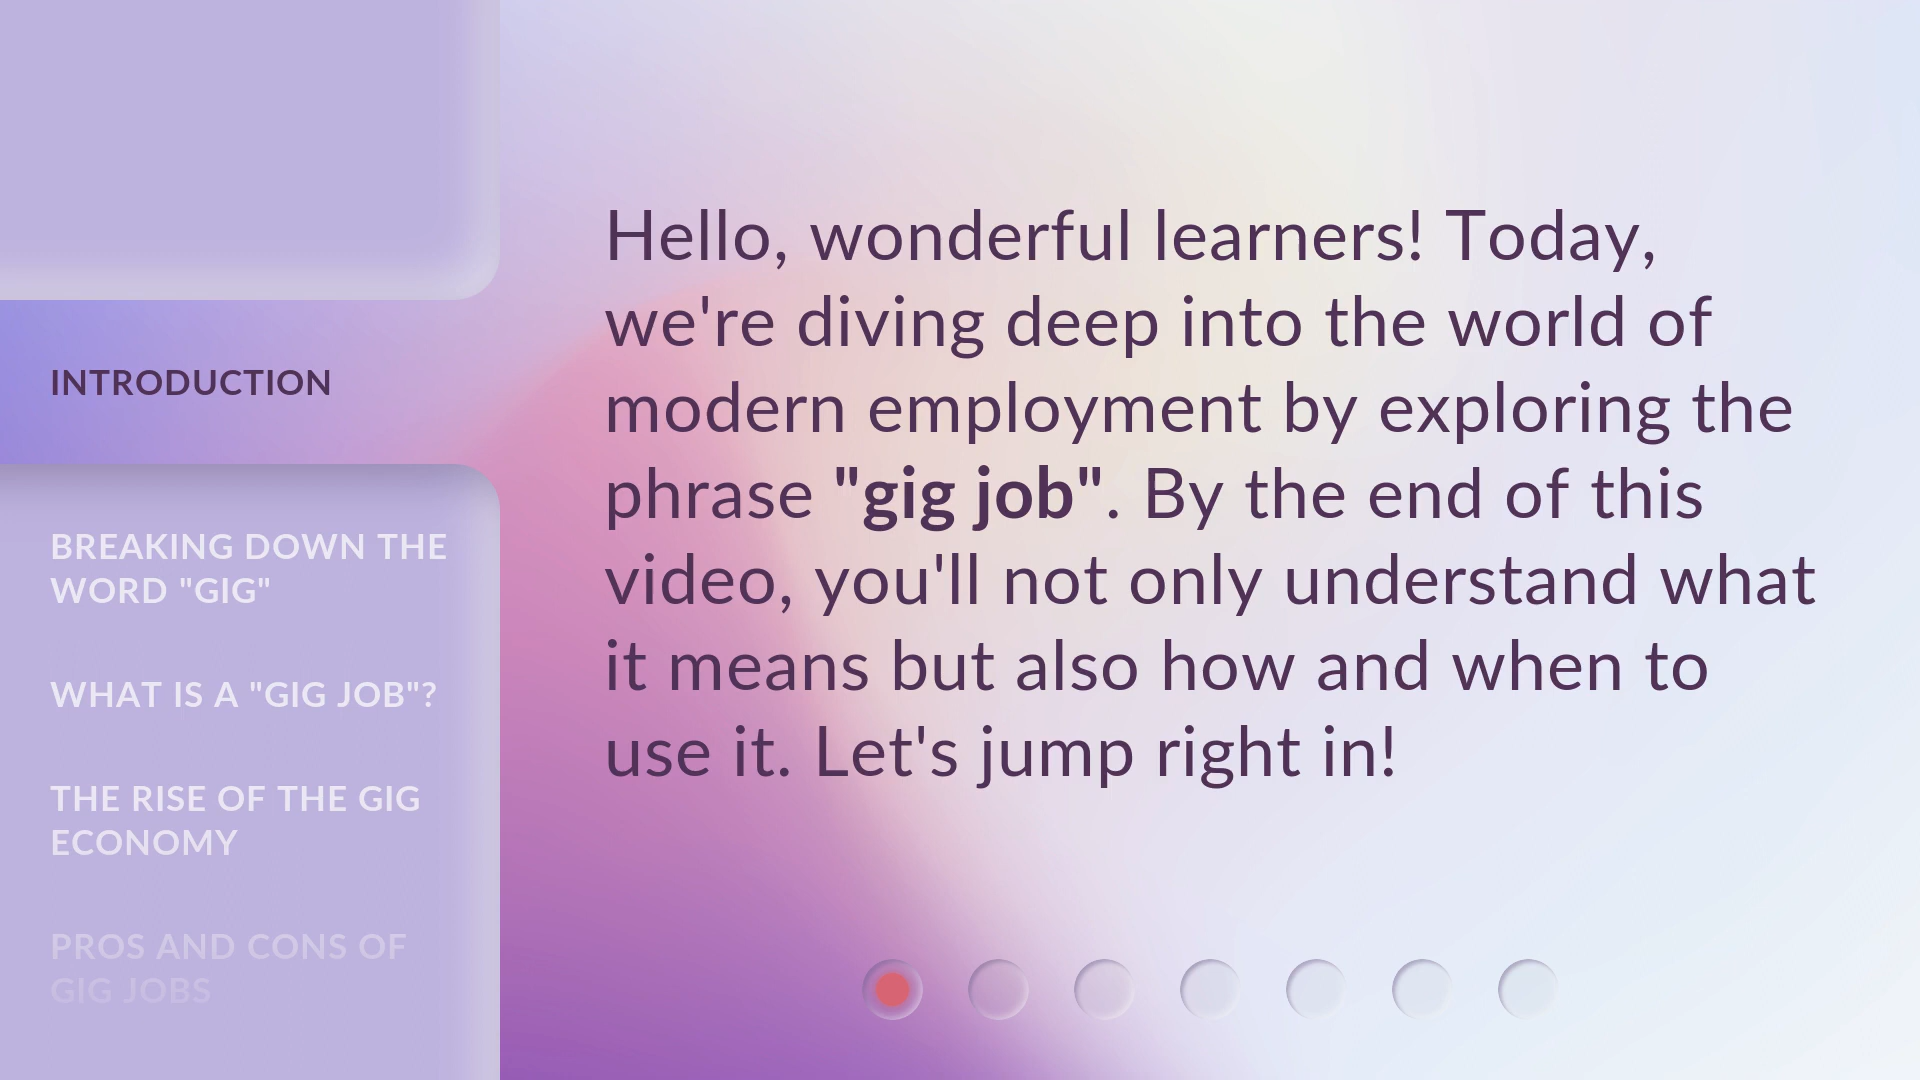 INTRODUCTION
BREAKING DOWN THE
WORD "GIG"
WHAT IS A "GIG JOB"?
THE RISE OF THE GIG
ECONOMY
PROS AND CONS OF
GIG JOBS
Hello, wonderful learners! Today,
we're diving deep into the world of
modern employment by exploring the
phrase "gig job". By the end of this
video, you'll not only understand what
it means but also how and when to
use it. Let's jump right in!